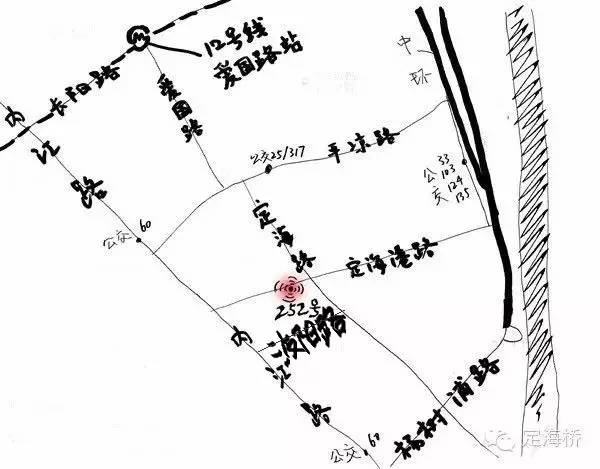 12号线
爱国路站
长阳路
爱国路
中环
内江路
公交25/317
平凉路
公交
33
103
124
135
公交60
定海路
定海港路
252号
波阳路
内江路
公交60
杨树浦路
定海桥